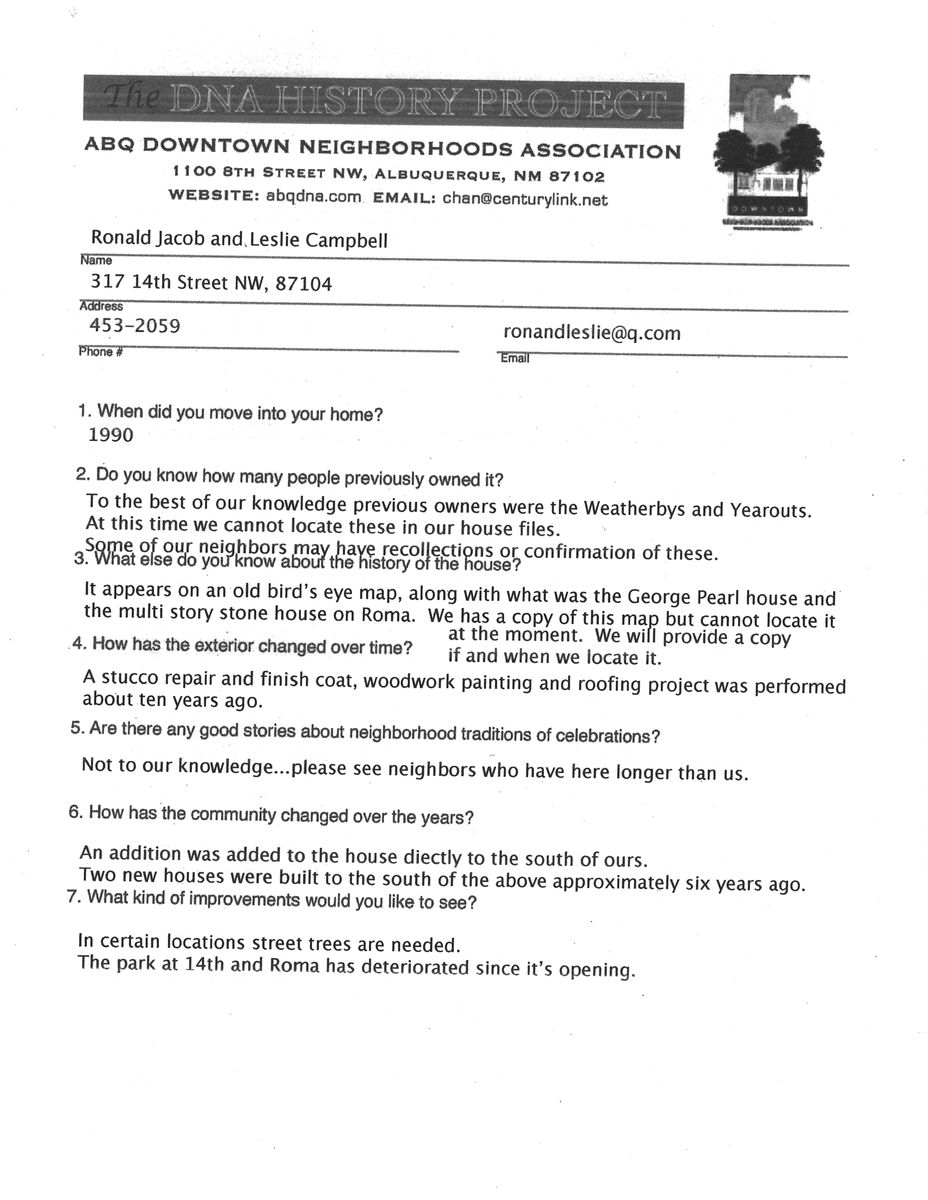 The DNA HISTORY PROJECT
ABQ DOWNTOWN NEIGHBORHOODS ASSOCIATION
1100 8TH STREET NW, ALBUQUERQUE, NM 87102
WEBSITE: abqdna.com EMAIL: chan@centurylink.net
DOWNTOWN
NEIGHBORHOODS ASSOCIATION
Ronald Jacob and Leslie Campbell
Name
317 14th Street NW, 87104
Address
453-2059
ronandleslie@q.com
Phone #
Email
1. When did you move into your home?
1990
2. Do you know how many people previously owned it?
To the best of our knowledge previous owners were the Weatherbys and Yearouts.
At this time we cannot locate these in our house files.
Some of our neighbors may have recollections or confirmation of these.
3. What else do you know about the history of the house?
It appears on an old bird's eye map, along with what was the George Pearl house and
the multi story stone house on Roma. We has a copy of this map but cannot locate it
at the moment. We will provide a copy
if and when we locate it.
4. How has the exterior changed over time?
A stucco repair and finish coat, woodwork painting and roofing project was performed
about ten years ago.
5. Are there any good stories about neighborhood traditions of celebrations?
Not to our knowledge...please see neighbors who have here longer than us.
6. How has the community changed over the years?
An addition was added to the house diectly to the south of ours.
Two new houses were built to the south of the above approximately six years ago.
7. What kind of improvements would you like to see?
In certain locations street trees are needed.
The park at 14th and Roma has deteriorated since it's opening.